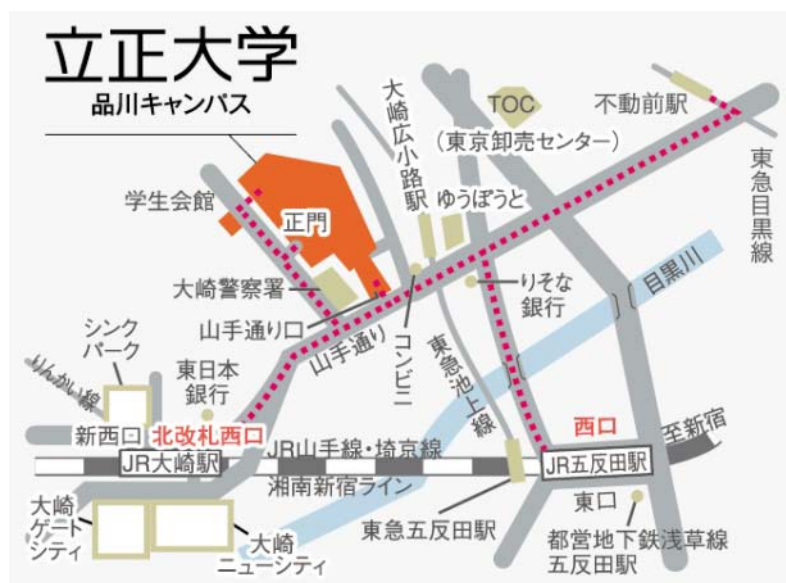 立正大学
品川キャンパス
学生会館
正門
大崎警察署
山手通り口
山手通り
コンビニ
大崎広小路駅
ゆうぽうと
TOC
(東京卸売センター)
不動前駅
東急目黒線
目黒川
りそな
銀行
東急池上線
シンク
パーク
りんかい線
東日本
銀行
新西口
北改札西口
JR大崎駅
JR山手線・埼京線
湘南新宿ライン
西口
JR五反田駅
至新宿
東口
大崎
ゲート
シティ
大崎
ニューシティ
東急五反田駅
都営地下鉄浅草線
五反田駅